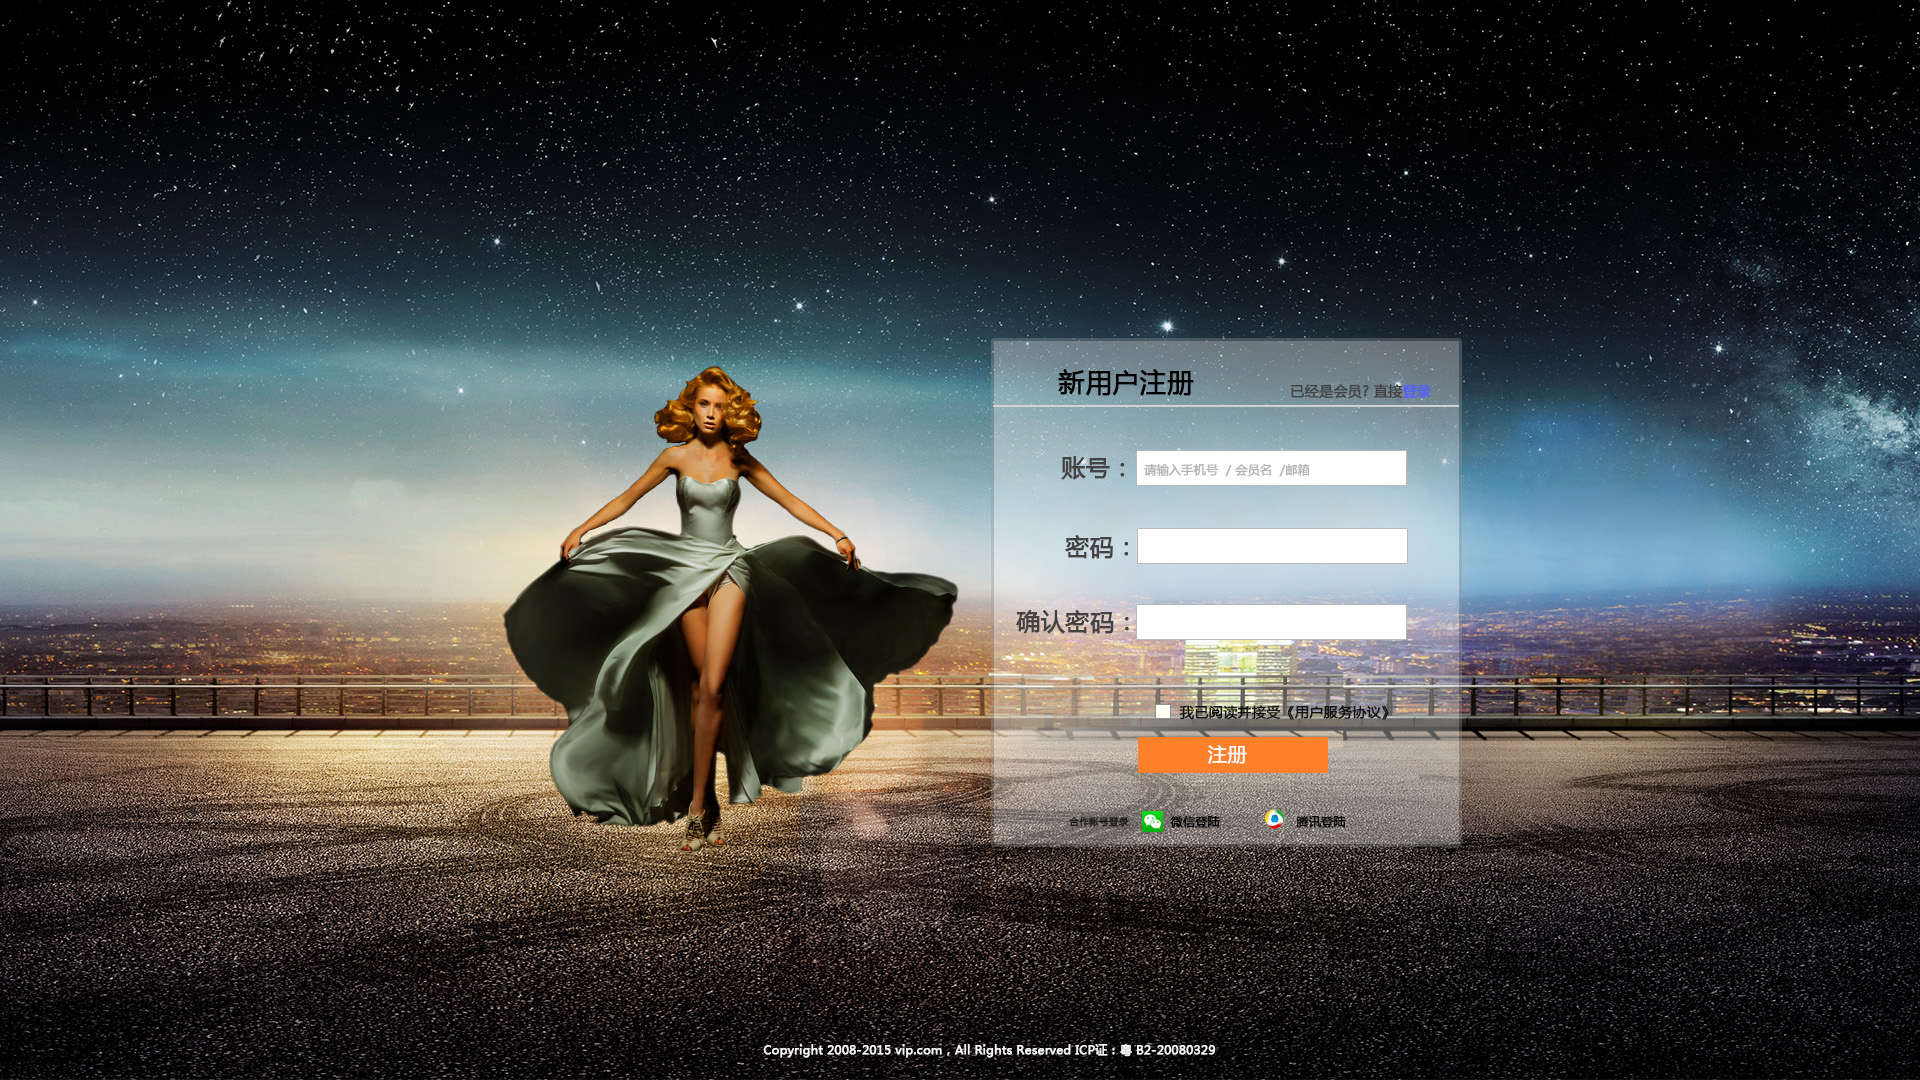 新用户注册
已经是会员? 直接登录
账号：
请输入手机号 / 会员名 /邮箱
密码：
确认密码：
我已阅读并接受《用户服务协议》
注册
合作帐号登录 微信登陆 腾讯登陆
Copyright 2008-2015 vip.com , All Rights Reserved ICP证 : 粤 B2-20080329